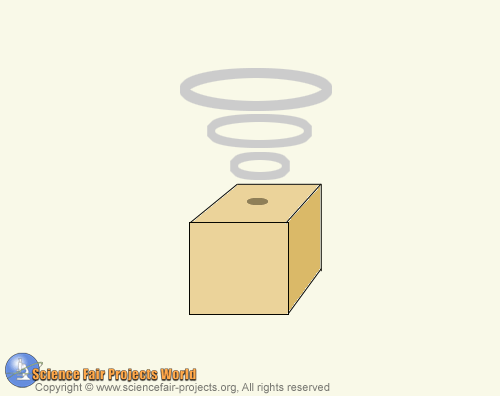 Science Fair Projects World
Copyright © www.sciencefair-projects.org, All rights reserved